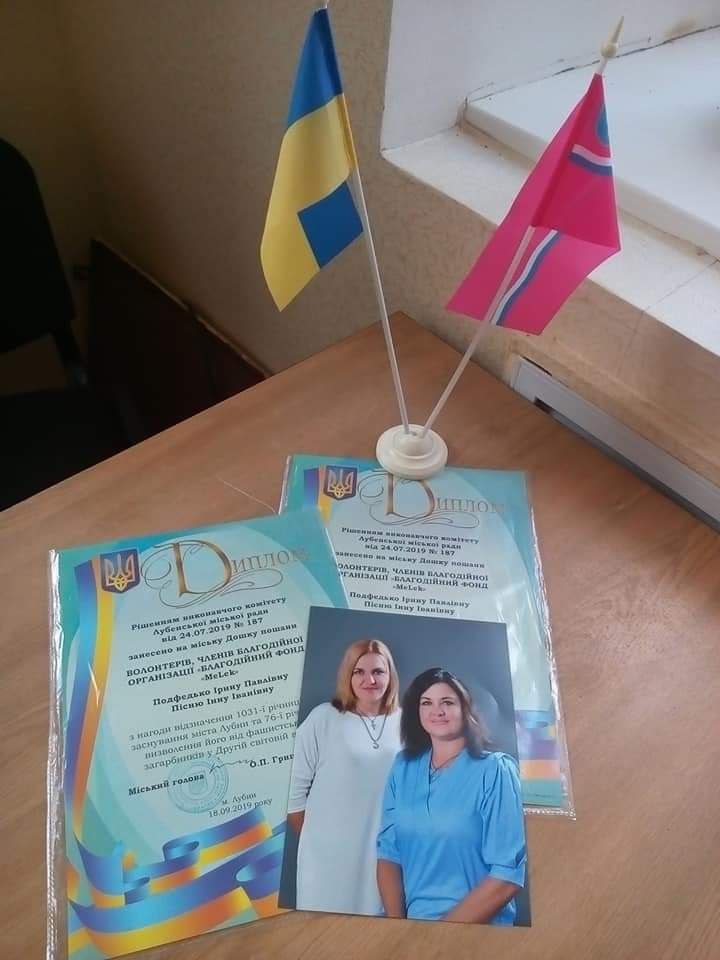 Диплом
Рішенням виконавчого комітету
Лубенської міської ради
від 24.07.2019 № 187
занесено на міську Дошку пошани
ВОЛОНТЕРІВ, ЧЛЕНІВ БЛАГОДІЙНОЇ
ОРГАНІЗАЦІЇ «БЛАГОДІЙНИЙ ФОНД
«MeLek»
Подфедько Ірину Павлівну
Пісню Інну Іванівну
з нагоди відзначення 1031-ї річниці
заснування міста Лубни та 76-ї
визволення його від
загарбників у Другій світовій
Міський голова О.П.
м. Лубни
18.09.2019 року
Диплом
Рішенням виконавчого комітету
Лубенської міської ради
від 24.07.2019 № 187
занесено на міську Дошку пошани
ВОЛОНТЕРІВ, ЧЛЕНІВ БЛАГОДІЙНОЇ
ОРГАНІЗАЦІЇ «БЛАГОДІЙНИЙ ФОНД
«MeLek»
Подфедько Ірину Павлівну
Пісню Інну Іванівну